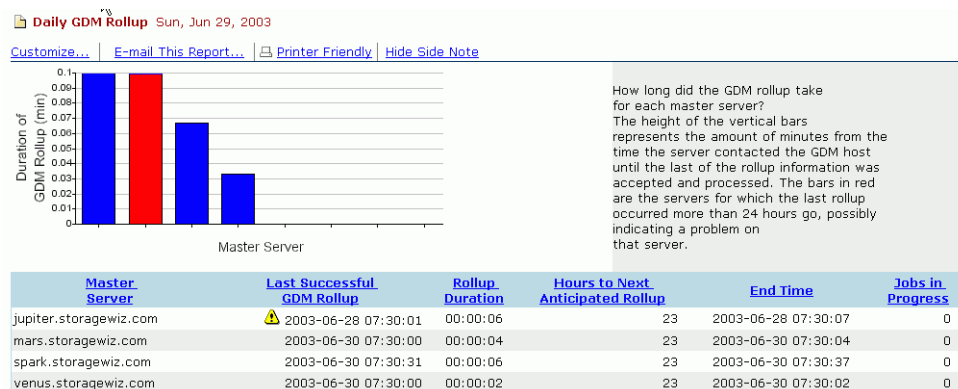 Daily GDM Rollup Sun, Jun 29, 2003
Customize... E-mail This Report... Printer Friendly Hide Side Note
0.1
0.09
0.08
0.07
0.06
0.05
0.04
0.03
0.02
0.01
0
Duration of
GDM Rollup (min)
Master Server
How long did the GDM rollup take
for each master server?
The height of the vertical bars
represents the amount of minutes from the
time the server contacted the GDM host
until the last of the rollup information was
accepted and processed. The bars in red
are the servers for which the last rollup
occurred more than 24 hours go, possibly
indicating a problem on
that server.
Master Server Last Successful GDM Rollup Rollup Duration Hours to Next Anticipated Rollup End Time Jobs in Progress
jupiter.storagewiz.com 2003-06-28 07:30:01 00:00:06 23 2003-06-28 07:30:07 0
mars.storagewiz.com 2003-06-30 07:30:00 00:00:04 23 2003-06-30 07:30:04 0
spark.storagewiz.com 2003-06-30 07:30:31 00:00:06 23 2003-06-30 07:30:37 0
venus.storagewiz.com 2003-06-30 07:30:00 00:00:02 23 2003-06-30 07:30:02 0